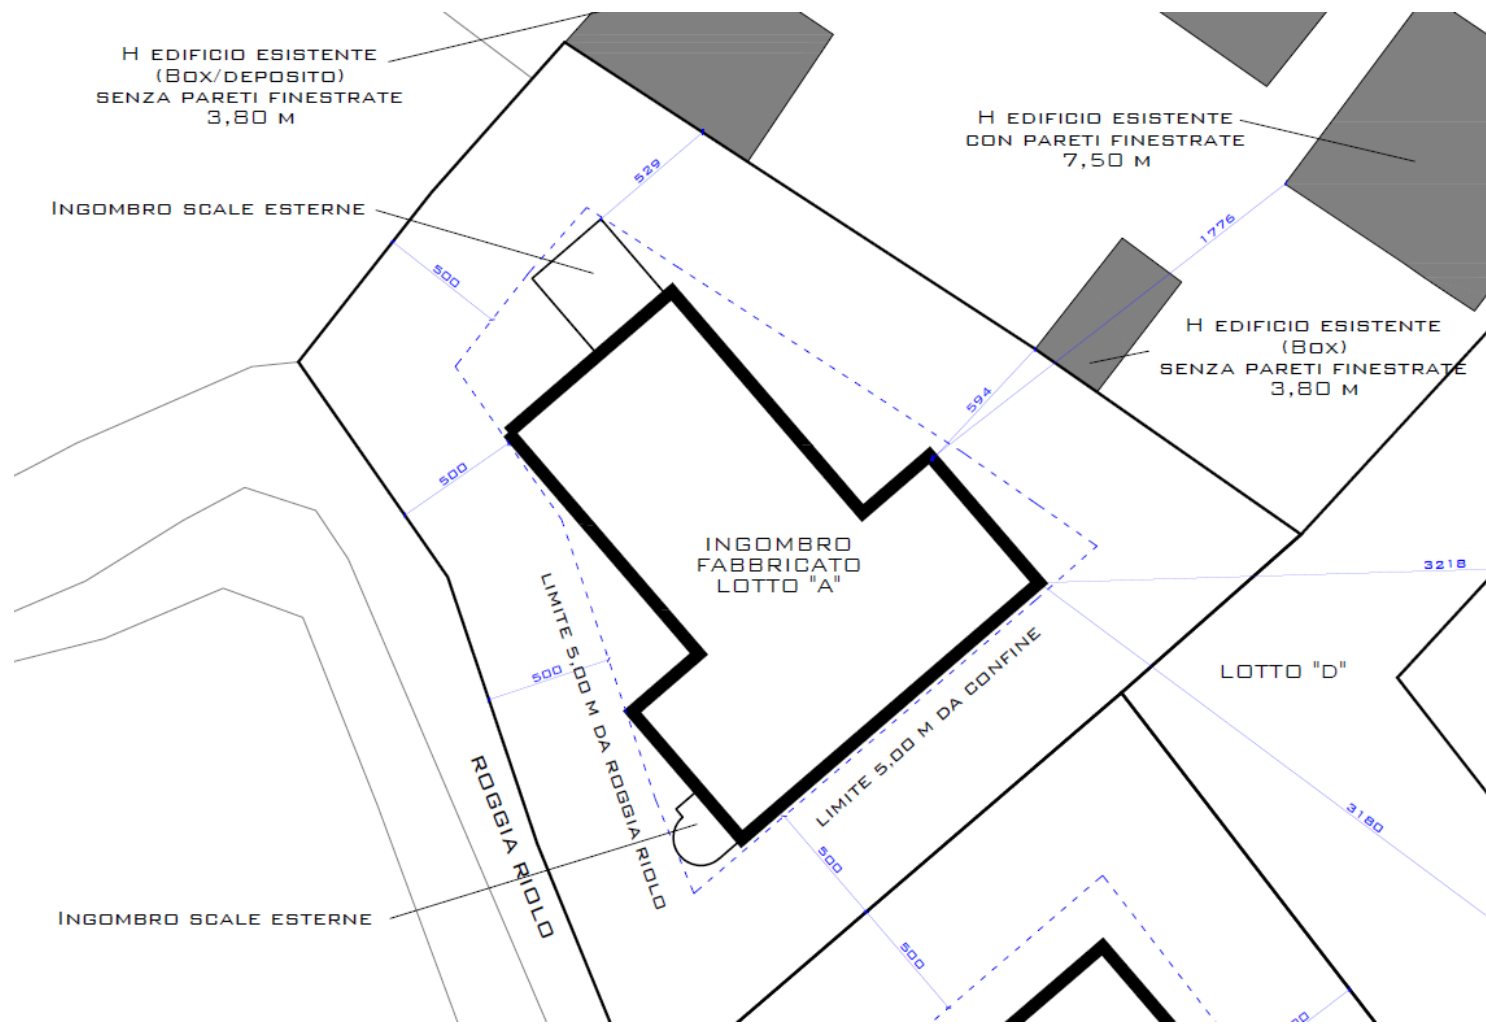 H EDIFICIO ESISTENTE
(BOX/DEPOSITO)
SENZA PARETI FINESTRATE
3,80 M
H EDIFICIO ESISTENTE
CON PARETI FINESTRATE
7,50 M
529
INGOMBRO SCALE ESTERNE
1776
500
H EDIFICIO ESISTENTE
(BOX)
SENZA PARETI FINESTRATE
3,80 M
594
500
INGOMBRO
FABBRICATO
LOTTO "A"
3218
LIMITE 5,00 M DA ROGGIA RIOLO
LIMITE 5,00 M DA CONFINE
500
LOTTO "D"
ROGGIA RIOLO
3180
500
INGOMBRO SCALE ESTERNE
500